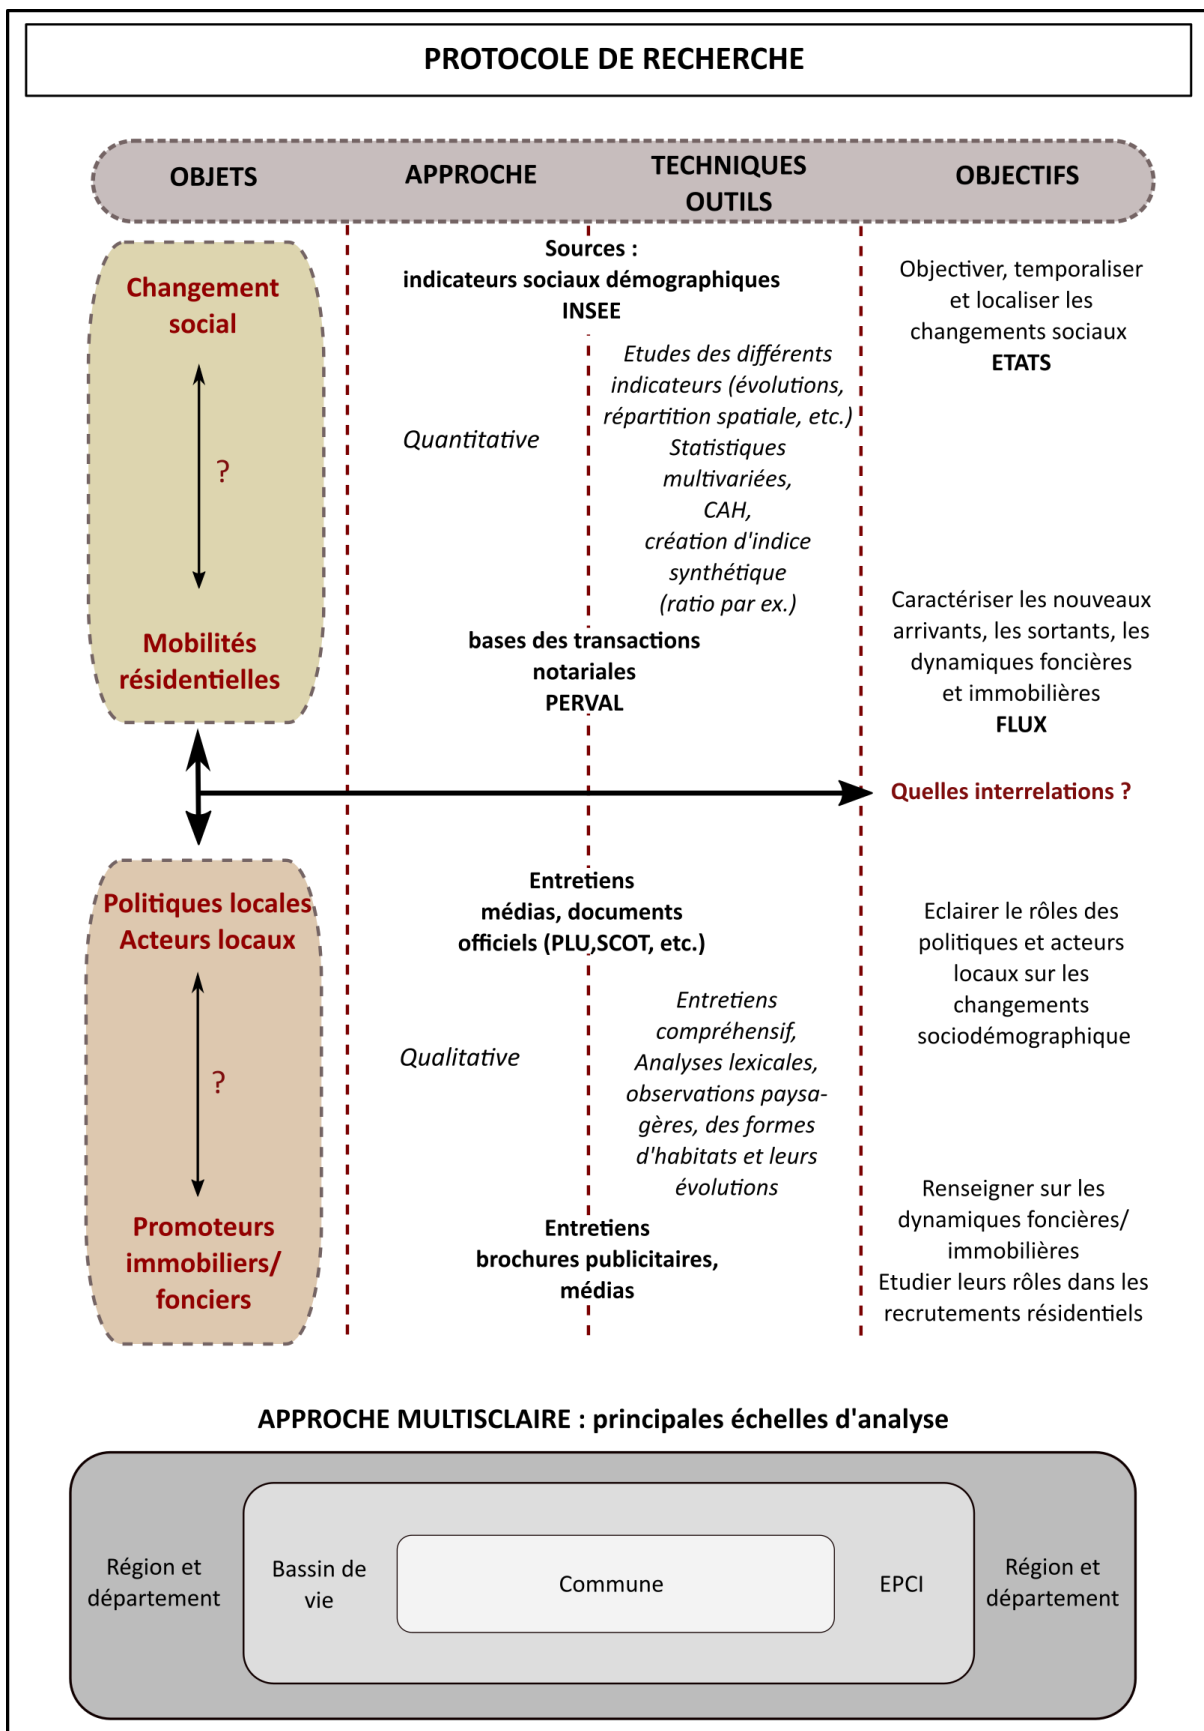 PROTOCOLE DE RECHERCHE
OBJETS
APPROCHE
TECHNIQUES
OUTILS
OBJECTIFS
Changement
social
?
Mobilités
résidentielles
Sources :
indicateurs sociaux démographiques
INSEE
Quantitative
Etudes des différents
indicateurs (évolutions,
répartition spatiale, etc.)
Statistiques
multivariées,
CAH,
création d'indice
synthétique
(ratio par ex.)
bases des transactions
notariales
PERVAL
Objectiver, temporaliser
et localiser les
changements sociaux
ETATS
Caractériser les nouveaux
arrivants, les sortants, les
dynamiques foncières
et immobilières
FLUX
Quelles interrelations ?
Politiques locales
Acteurs locaux
?
Promoteurs
immobiliers/
fonciers
Entretiens
médias, documents
officiels (PLU,SCOT, etc.)
Qualitative
Entretiens
compréhensif,
Analyses lexicales,
observations paysa-
gères, des formes
d'habitats et leurs
évolutions
Entretiens
brochures publicitaires,
médias
Eclairer le rôles des
politiques et acteurs
locaux sur les
changements
sociodémographique
Renseigner sur les
dynamiques foncières/
immobilières
Etudier leurs rôles dans les
recrutements résidentiels
APPROCHE MULTISCLAIRE : principales échelles d'analyse
Région et
département
Bassin de
vie
Commune
EPCI
Région et
département